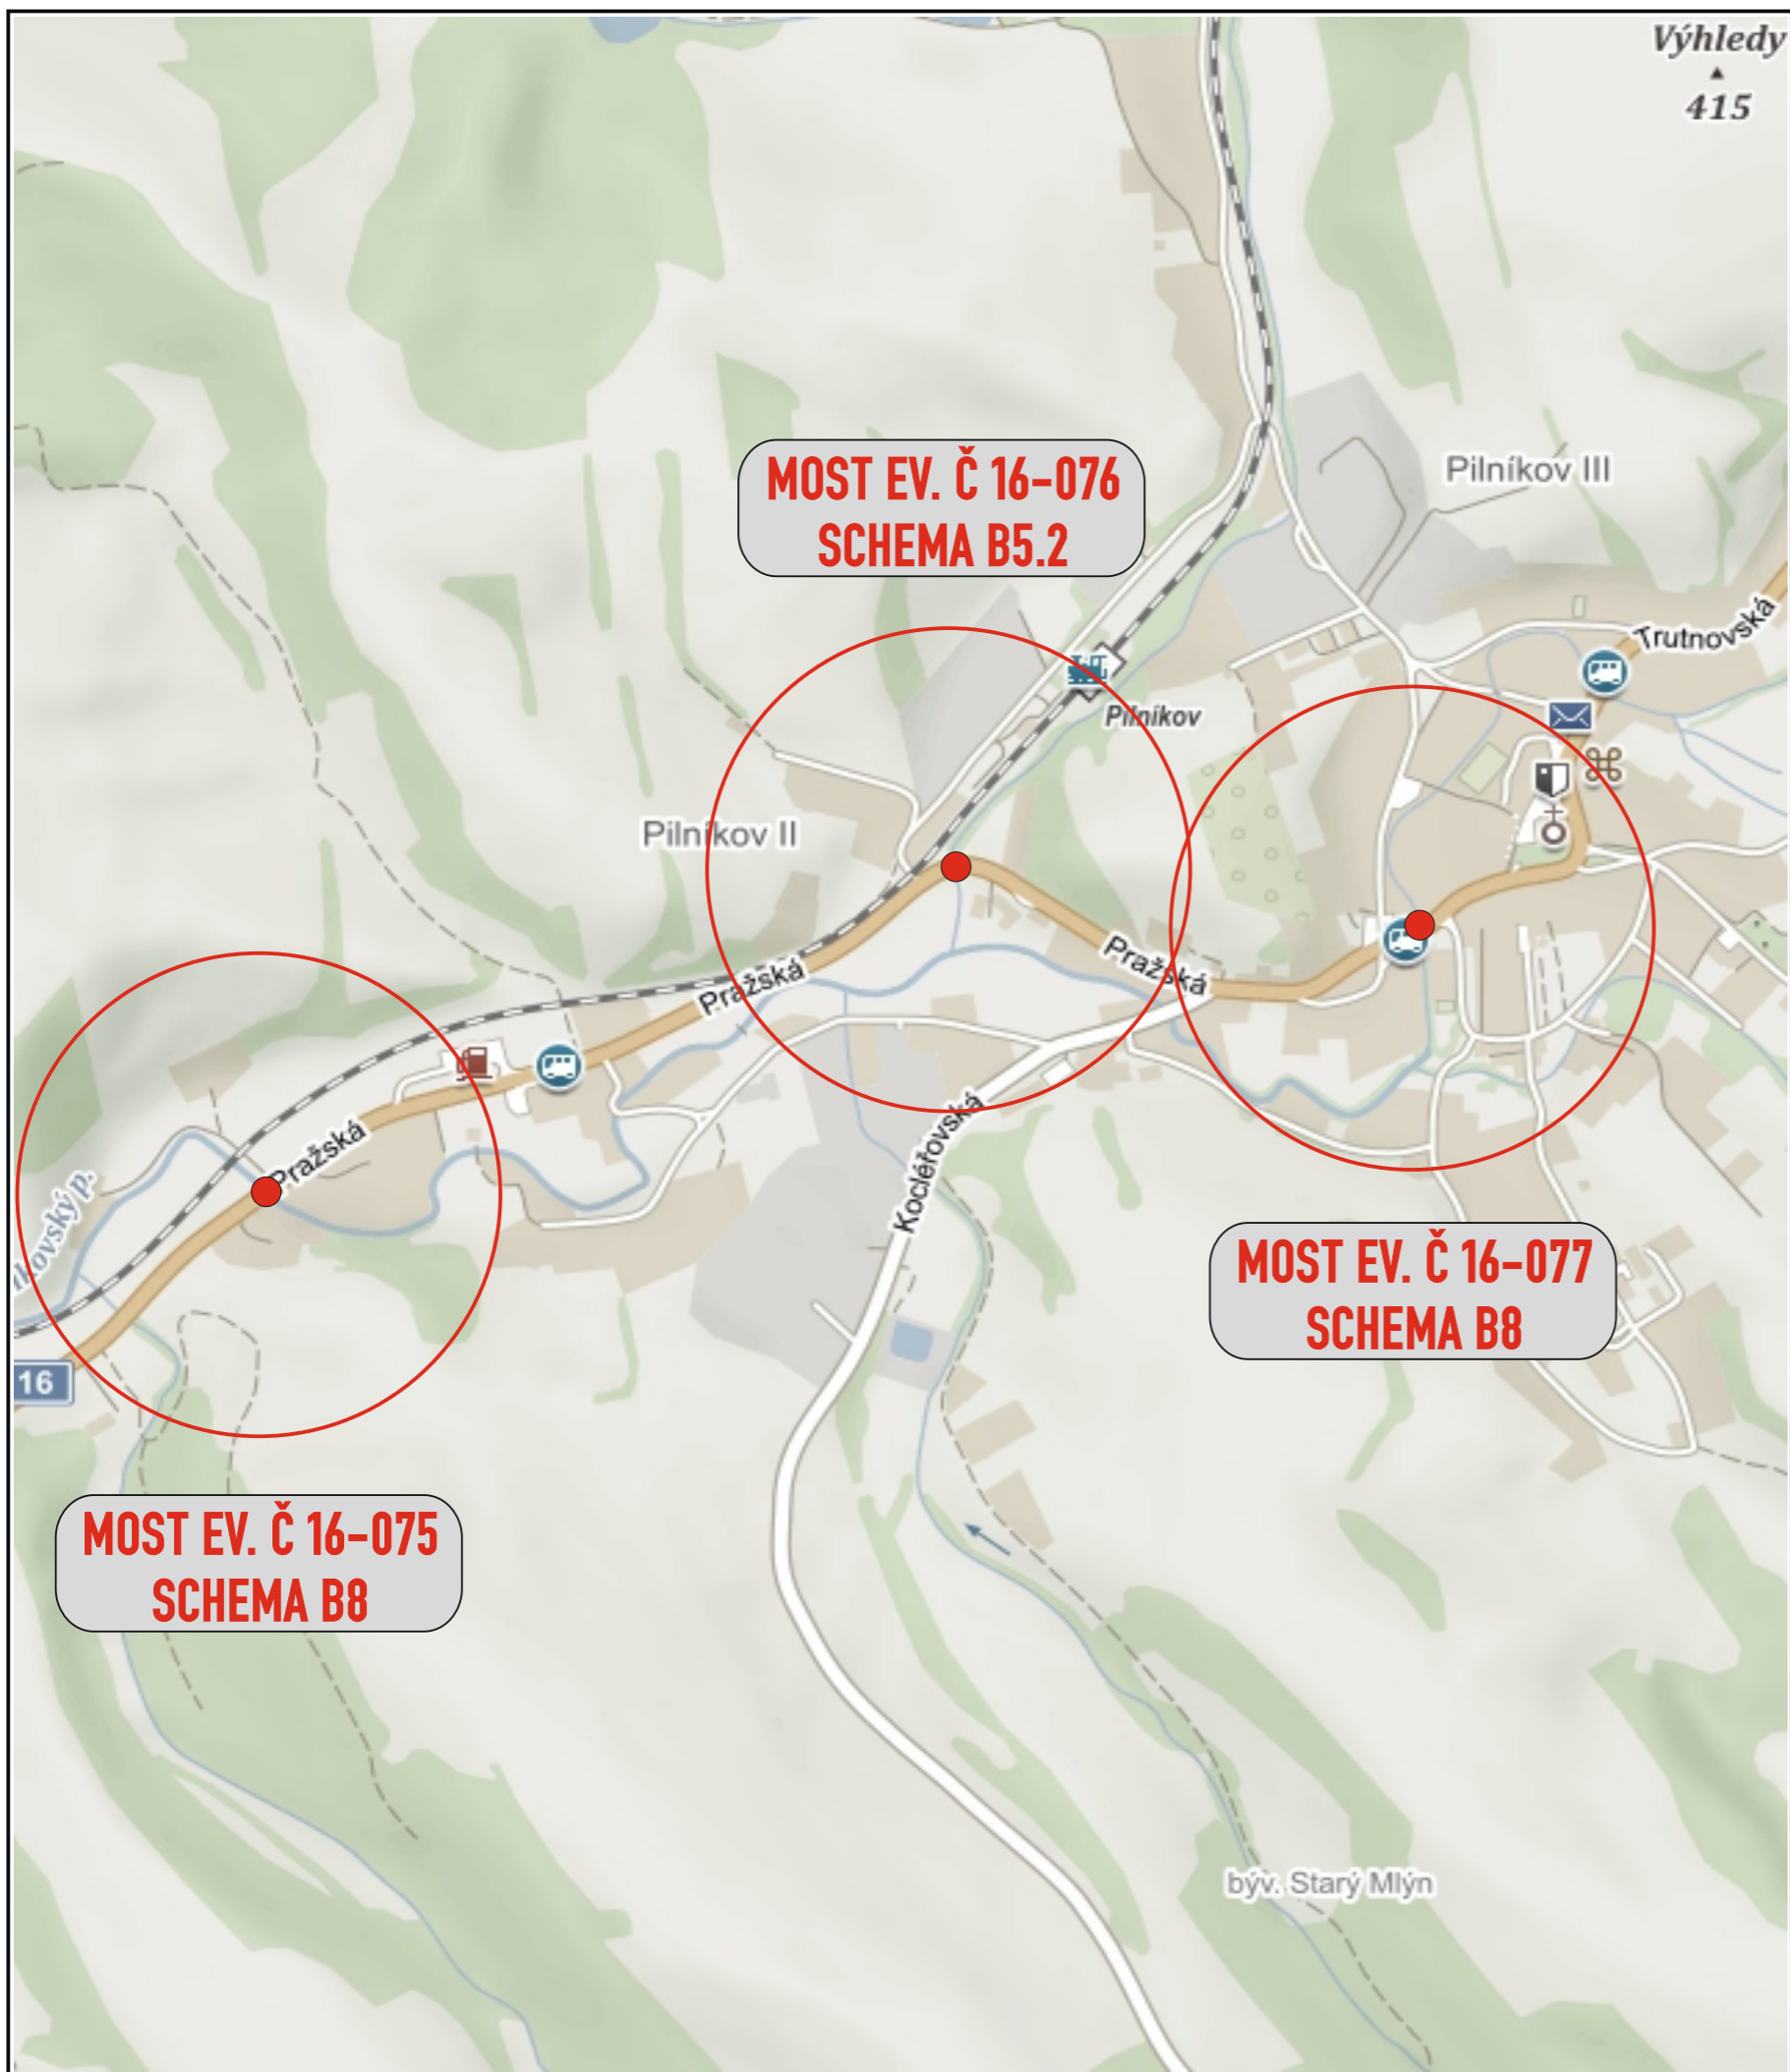 Výhledy
415
MOST EV. Č 16-076
SCHEMA B5.2
Pilníkov III
Trutnovská
Pilníkov
Pilníkov II
Pražská
Pražská
Pražská
Kocléřovská
16
MOST EV. Č 16-077
SCHEMA B8
MOST EV. Č 16-075
SCHEMA B8
býv. Starý Mlýn